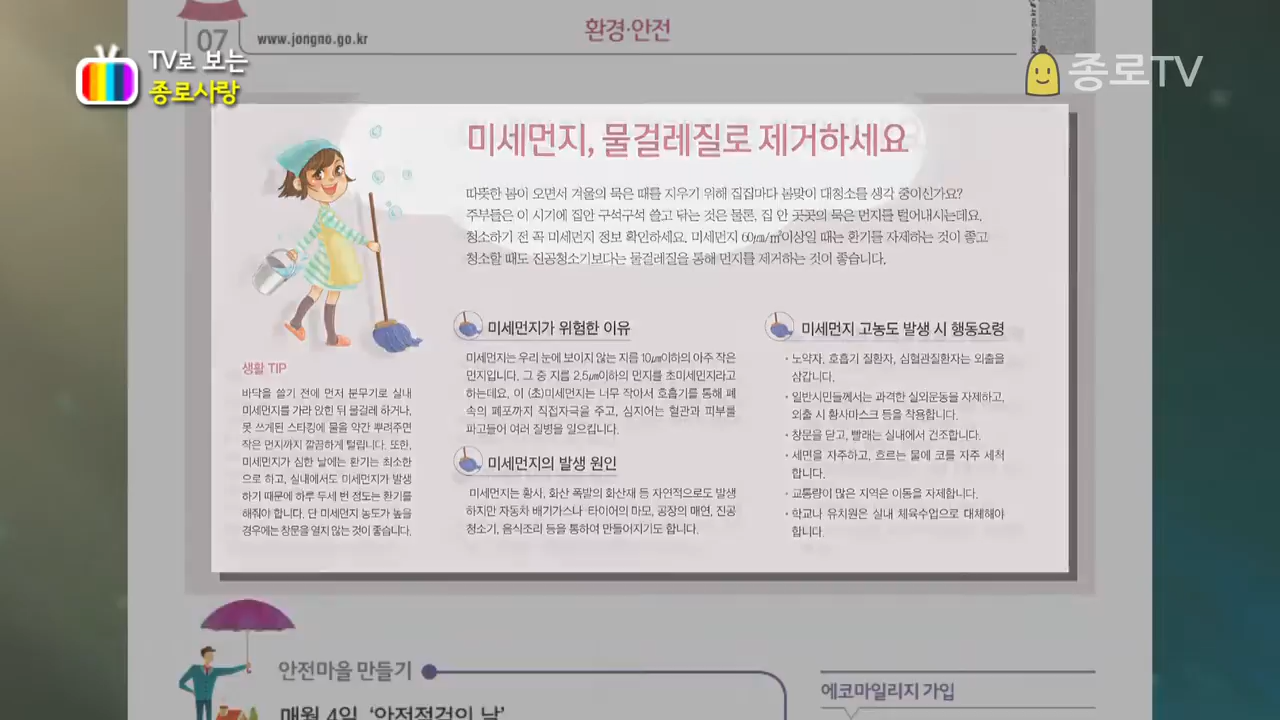 07
www.jongno.go.kr
환경·안전
TV로 보는
종로사랑
종로TV
미세먼지, 물걸레질로 제거하세요
따뜻한 봄이 오면서 겨울의 묵은 때를 지우기 위해 집집마다 봄맞이 대청소를 생각 중이신가요?
주부들은 이 시기에 집안 구석구석 쓸고 닦는 것은 물론, 집 안 곳곳의 묵은 먼지를 털어내시는데요.
청소하기 전 꼭 미세먼지 정보 확인하세요. 미세먼지 60㎍/㎥이상일 때는 환기를 자제하는 것이 좋고
청소할 때도 진공청소기보다는 물걸레질을 통해 먼지를 제거하는 것이 좋습니다.
생활 TIP
바닥을 쓸기 전에 먼저 분무기로 실내
미세먼지를 가라 앉힌 뒤 물걸레 하거나,
못 쓰게된 스타킹에 물을 약간 뿌려주면
작은 먼지까지 깔끔하게 털립니다. 또한,
미세먼지가 심한 날에는 환기는 최소한
으로 하고, 실내에서도 미세먼지가 발생
하기 때문에 하루 두세 번 정도는 환기를
해줘야 합니다. 단 미세먼지 농도가 높을
경우에는 창문을 열지 않는 것이 좋습니다.
미세먼지가 위험한 이유
미세먼지는 우리 눈에 보이지 않는 지름 10㎛이하의 아주 작은
먼지입니다. 그 중 지름 2.5㎛이하의 먼지를 초미세먼지라고
하는데요. 이 (초)미세먼지는 너무 작아서 호흡기를 통해 폐
속의 폐포까지 직접자극을 주고, 심지어는 혈관과 피부를
파고들어 여러 질병을 일으킵니다.
미세먼지의 발생 원인
미세먼지는 황사, 화산 폭발의 화산재 등 자연적으로도 발생
하지만 자동차 배기가스나 타이어의 마모, 공장의 매연, 진공
청소기, 음식조리 등을 통하여 만들어지기도 합니다.
미세먼지 고농도 발생 시 행동요령
· 노약자, 호흡기 질환자, 심혈관질환자는 외출을
삼갑니다.
· 일반시민들께서는 과격한 실외운동을 자제하고,
외출 시 황사마스크 등을 착용합니다.
· 창문을 닫고, 빨래는 실내에서 건조합니다.
· 세면을 자주하고, 흐르는 물에 코를 자주 세척
합니다.
· 교통량이 많은 지역은 이동을 자제합니다.
· 학교나 유치원은 실내 체육수업으로 대체해야
합니다.
안전마을 만들기
매월 4일, '안전점검의 날'
에코마일리지 가입